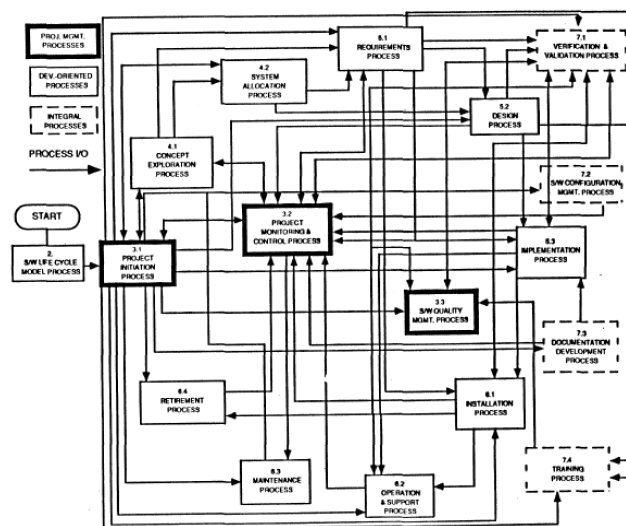 PROJ. MGMT.
PROCESSES
DEV.-ORIENTED
PROCESSES
INTEGRAL
PROCESSES
PROCESS I/O
START
2.
S/W LIFE CYCLE
MODEL PROCESS
3.1
PROJECT
INITIATION
PROCESS
4.1
CONCEPT
EXPLORATION
PROCESS
4.2
SYSTEM
ALLOCATION
PROCESS
5.1
REQUIREMENTS
PROCESS
7.1
VERIFICATION &
VALIDATION PROCESS
5.2
DESIGN
PROCESS
7.2
S/W CONFIGURATION
MGMT. PROCESS
3.2
PROJECT
MONITORING &
CONTROL PROCESS
5.3
IMPLEMENTATION
PROCESS
3.3
S/W QUALITY
MGMT. PROCESS
7.3
DOCUMENTATION
DEVELOPMENT
PROCESS
6.4
RETIREMENT
PROCESS
6.1
INSTALLATION
PROCESS
6.3
MAINTENANCE
PROCESS
6.2
OPERATION
& SUPPORT
PROCESS
7.4
TRAINING
PROCESS